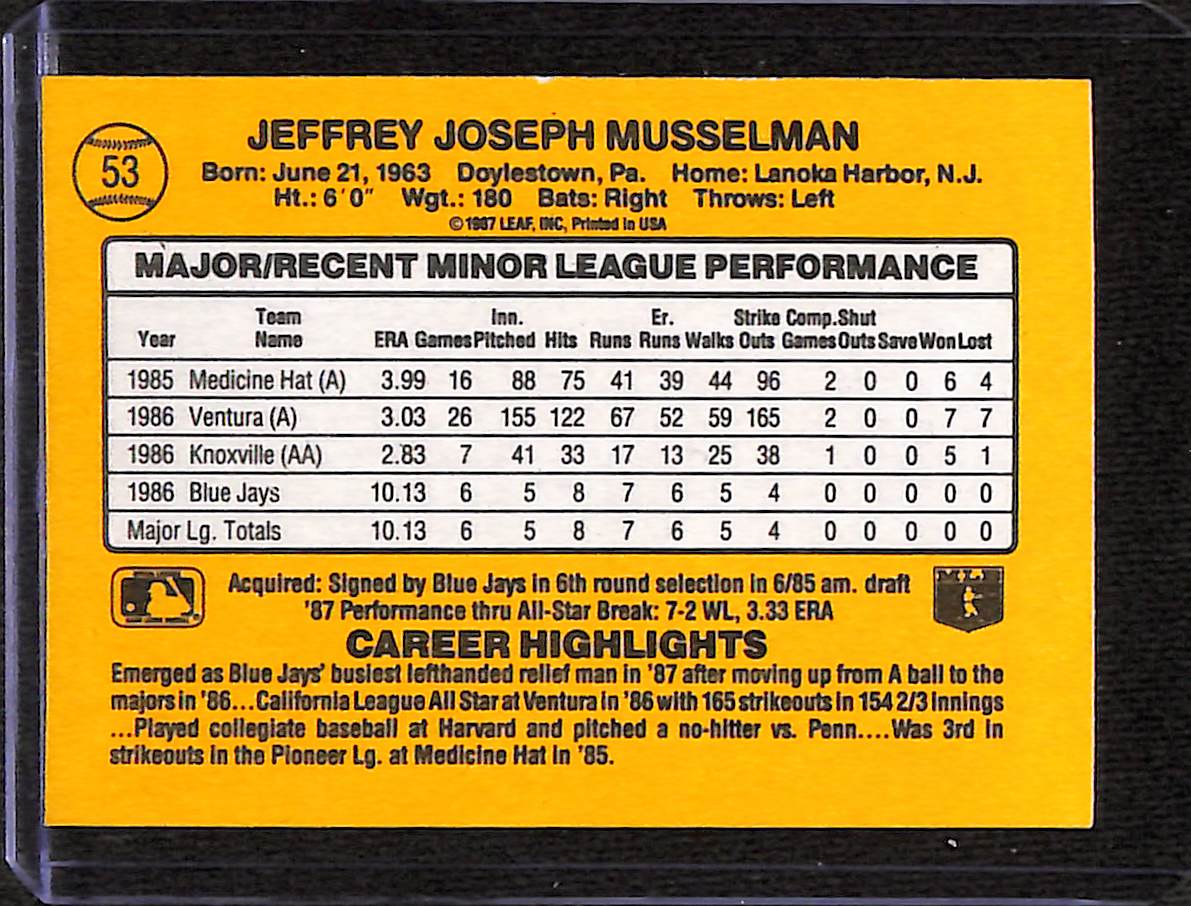 53
JEFFREY JOSEPH MUSSELMAN
Born: June 21, 1963 Doylestown, Pa. Home: Lanoka Harbor, N.J.
Ht.: 6'0" Wgt.: 180 Bats: Right Throws: Left
©1987 LEAF, INC, Printed in USA
MAJOR/RECENT MINOR LEAGUE PERFORMANCE
Team Inn. Er. Strike Comp. Shut
Year Name ERA Games Pitched Hits Runs Runs Walks Outs Games Outs Save Won Lost
1985 Medicine Hat (A) 3.99 16 88 75 41 39 44 96 2 0 0 6 4
1986 Ventura (A) 3.03 26 155 122 67 52 59 165 2 0 0 7 7
1986 Knoxville (AA) 2.83 7 41 33 17 13 25 38 1 0 0 5 1
1986 Blue Jays 10.13 6 5 8 7 6 5 4 0 0 0 0 0
Major Lg. Totals 10.13 6 5 8 7 6 5 4 0 0 0 0 0
Acquired: Signed by Blue Jays in 6th round selection in 6/85 am. draft
'87 Performance thru All-Star Break: 7-2 WL, 3.33 ERA
CAREER HIGHLIGHTS
Emerged as Blue Jays' busiest lefthanded relief man in '87 after moving up from A ball to the
majors in '86...California League All Star at Ventura in '86 with 165 strikeouts in 154 2/3 innings
...Played collegiate baseball at Harvard and pitched a no-hitter vs. Penn....Was 3rd in
strikeouts in the Pioneer Lg. at Medicine Hat in '85.